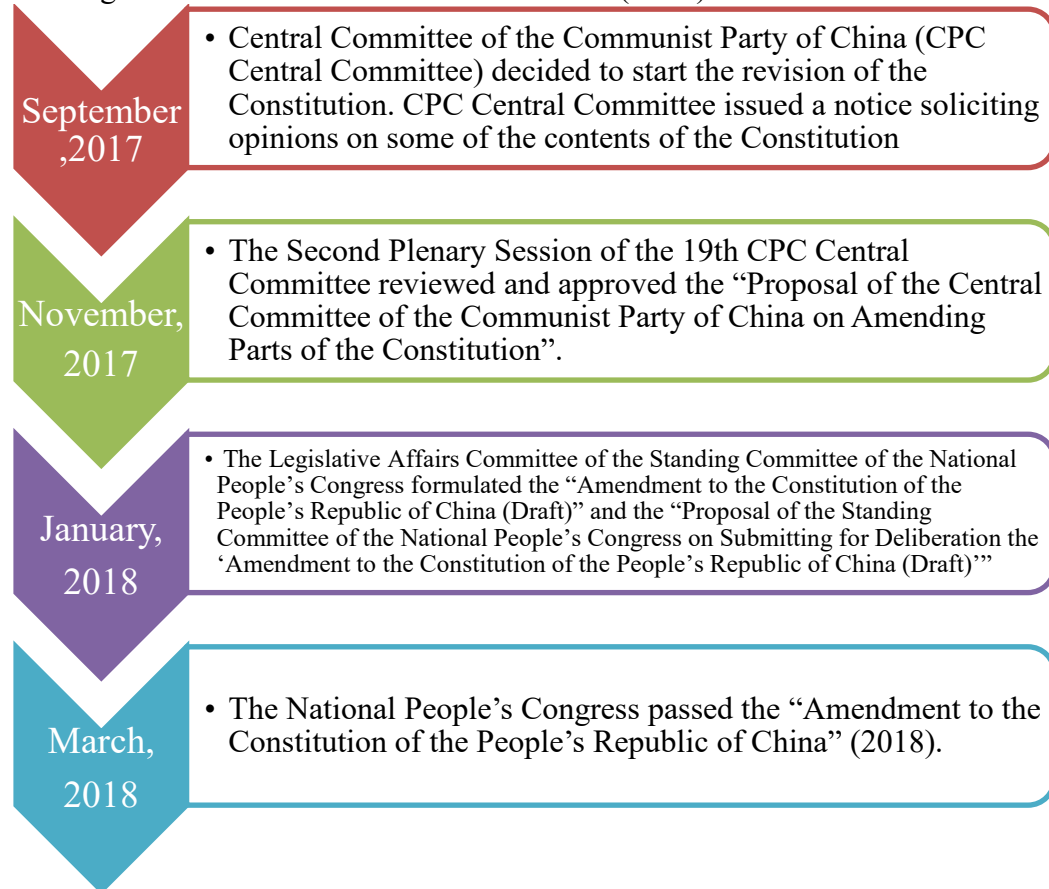 September
,2017
• Central Committee of the Communist Party of China (CPC
Central Committee) decided to start the revision of the
Constitution. CPC Central Committee issued a notice soliciting
opinions on some of the contents of the Constitution
November,
2017
• The Second Plenary Session of the 19th CPC Central
Committee reviewed and approved the “Proposal of the Central
Committee of the Communist Party of China on Amending
Parts of the Constitution”.
January,
2018
• The Legislative Affairs Committee of the Standing Committee of the National
People’s Congress formulated the “Amendment to the Constitution of the
People’s Republic of China (Draft)” and the “Proposal of the Standing
Committee of the National People’s Congress on Submitting for Deliberation the
‘Amendment to the Constitution of the People’s Republic of China (Draft)’”
March,
2018
• The National People’s Congress passed the “Amendment to the
Constitution of the People’s Republic of China” (2018).